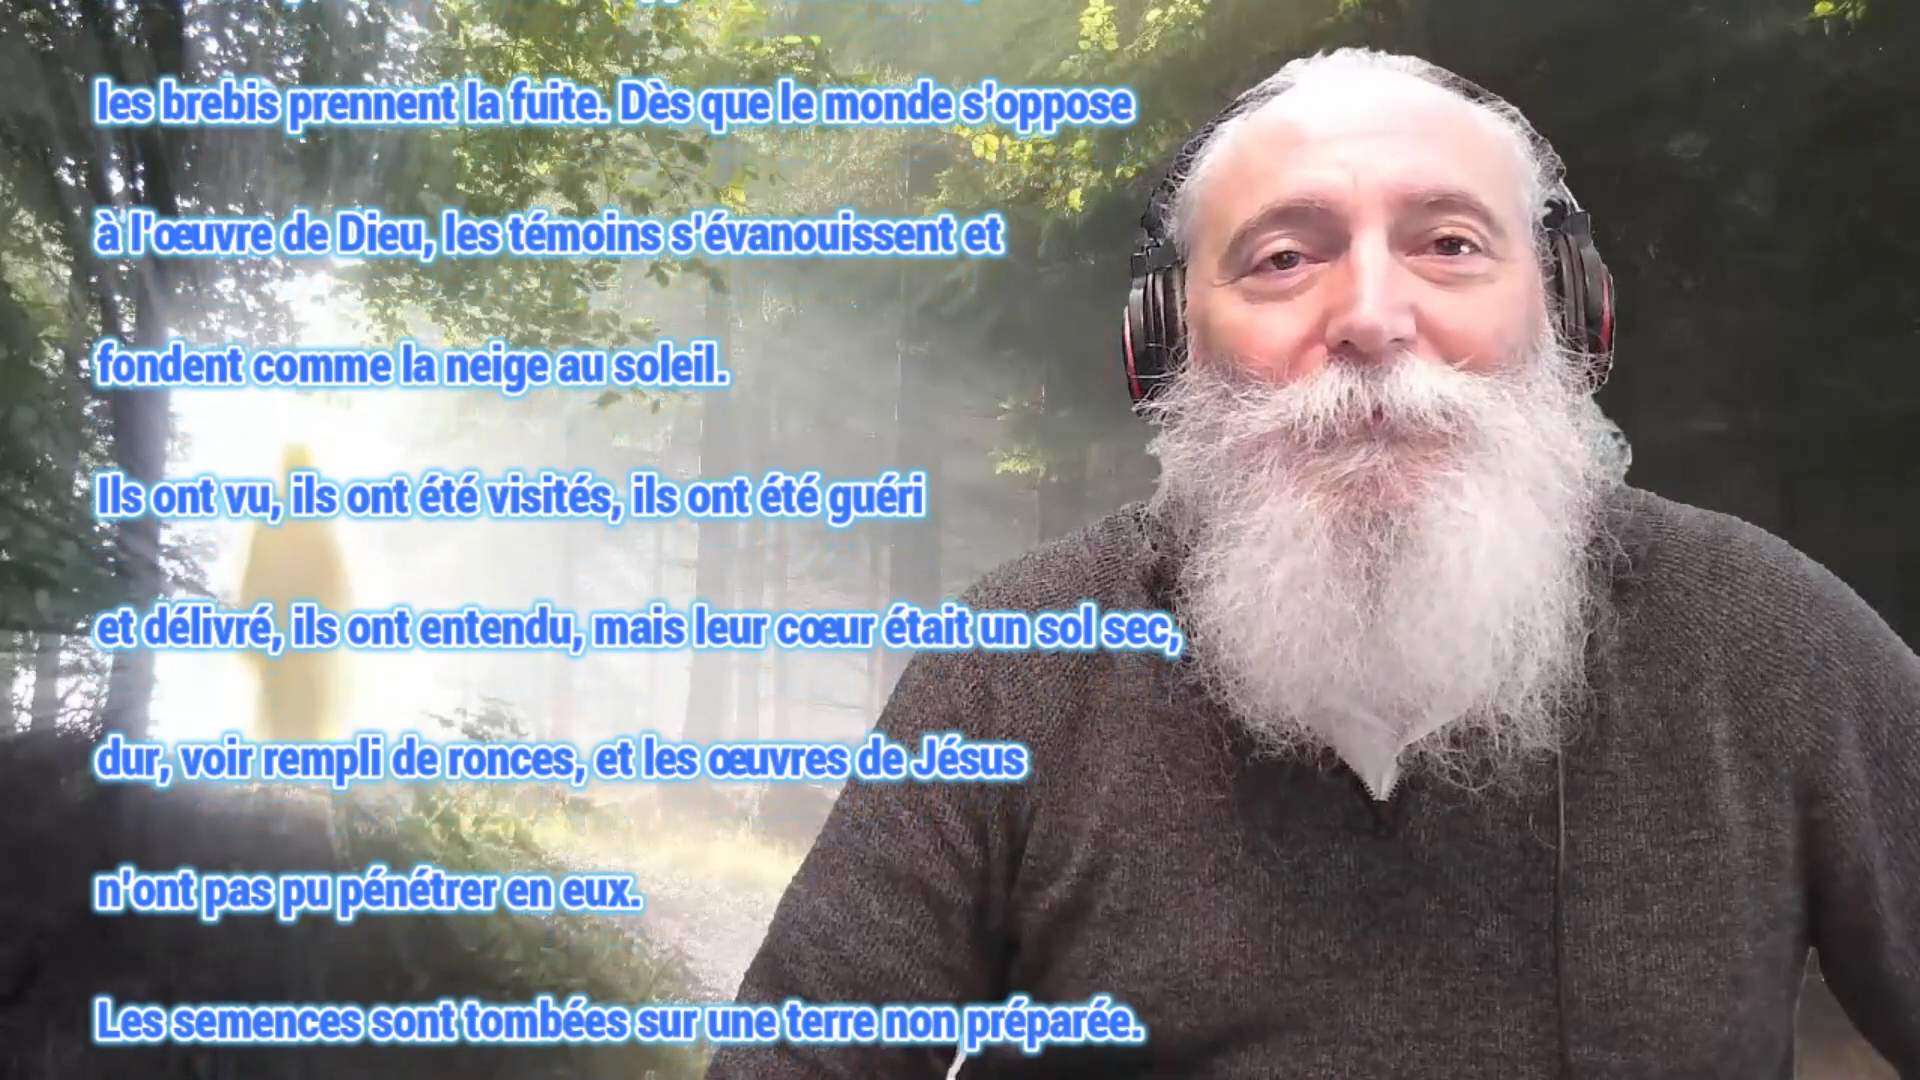 les brebis prennent la fuite. Dès que le monde s'oppose
à l'œuvre de Dieu, les témoins s'évanouissent et
fondent comme la neige au soleil.
Ils ont vu, ils ont été visités, ils ont été guéri
et délivré, ils ont entendu, mais leur cœur était un sol sec,
dur, voir rempli de ronces, et les œuvres de Jésus
n'ont pas pu pénétrer en eux.
Les semences sont tombées sur une terre non préparée.